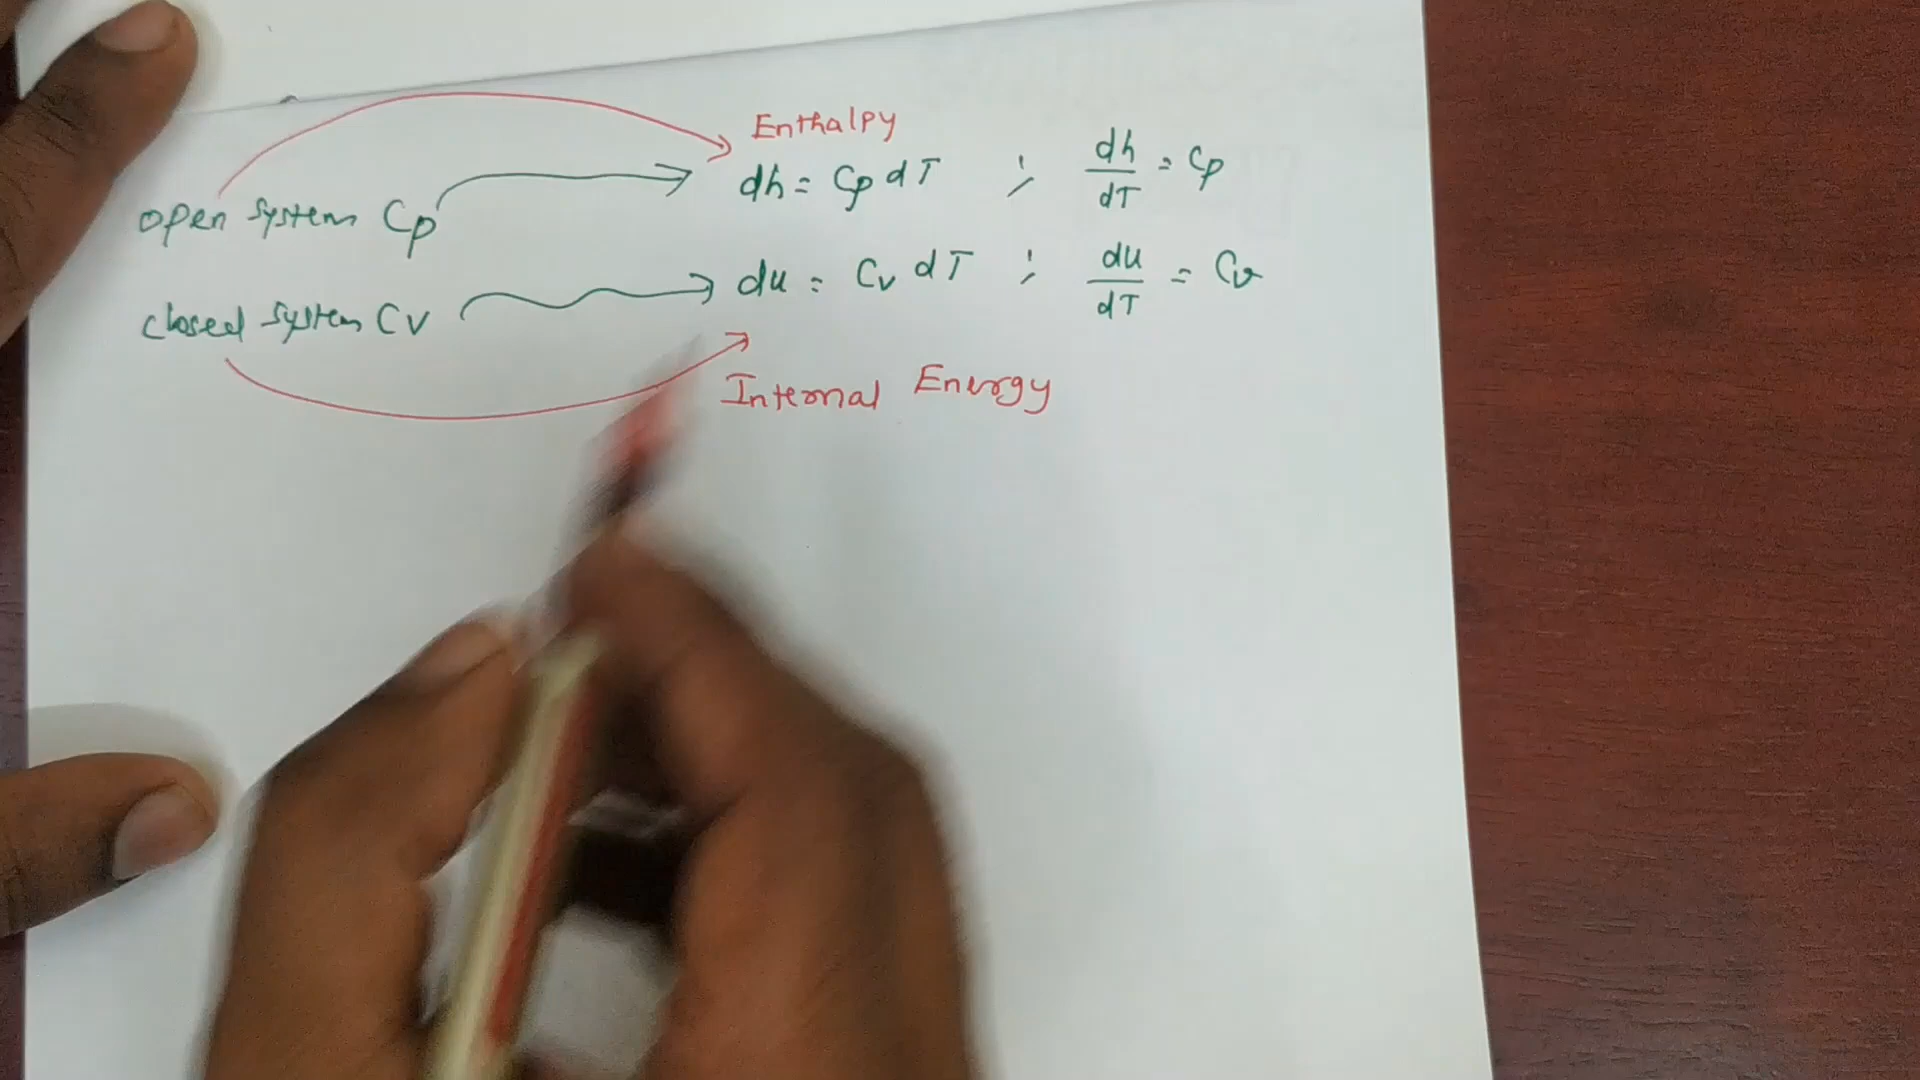 Enthalpy
open system Cp dh = Cp dT ; dh/dT = Cp
closed system CV du = Cv dT ; du/dT = Cv
Internal Energy